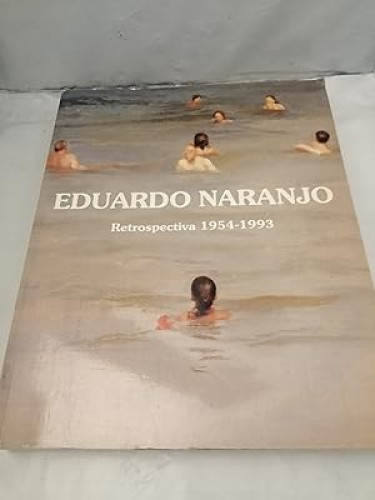 EDUARDO NARANJO
Retrospectiva 1954-1993